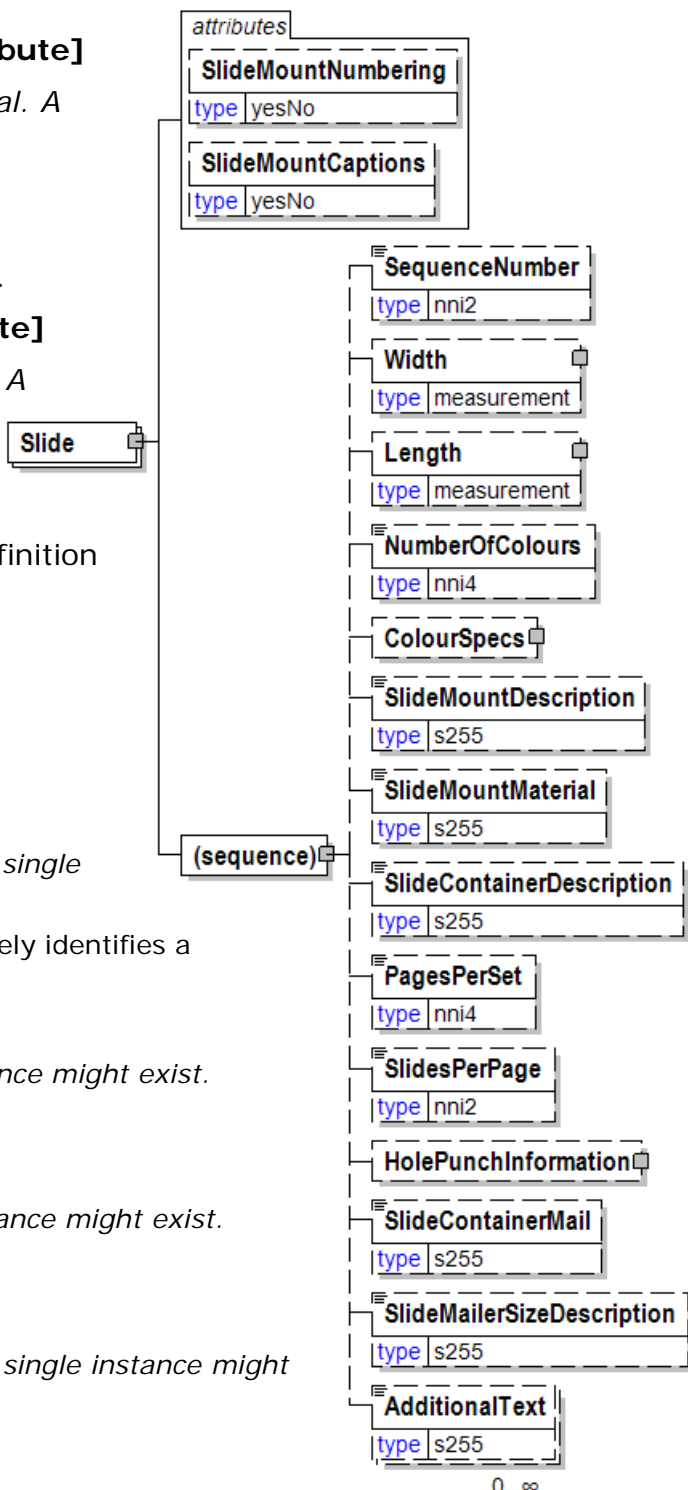 bute]
al. A
.
te]
A
finition
single
ely identifies a
nce might exist.
ance might exist.
single instance might
Slide
attributes
SlideMountNumbering
type yesNo
SlideMountCaptions
type yesNo
(sequence)
SequenceNumber
type nni2
Width
type measurement
Length
type measurement
NumberOfColours
type nni4
ColourSpecs
SlideMountDescription
type s255
SlideMountMaterial
type s255
SlideContainerDescription
type s255
PagesPerSet
type nni4
SlidesPerPage
type nni2
HolePunchInformation
SlideContainerMail
type s255
SlideMailerSizeDescription
type s255
AdditionalText
type s255
0 ∞